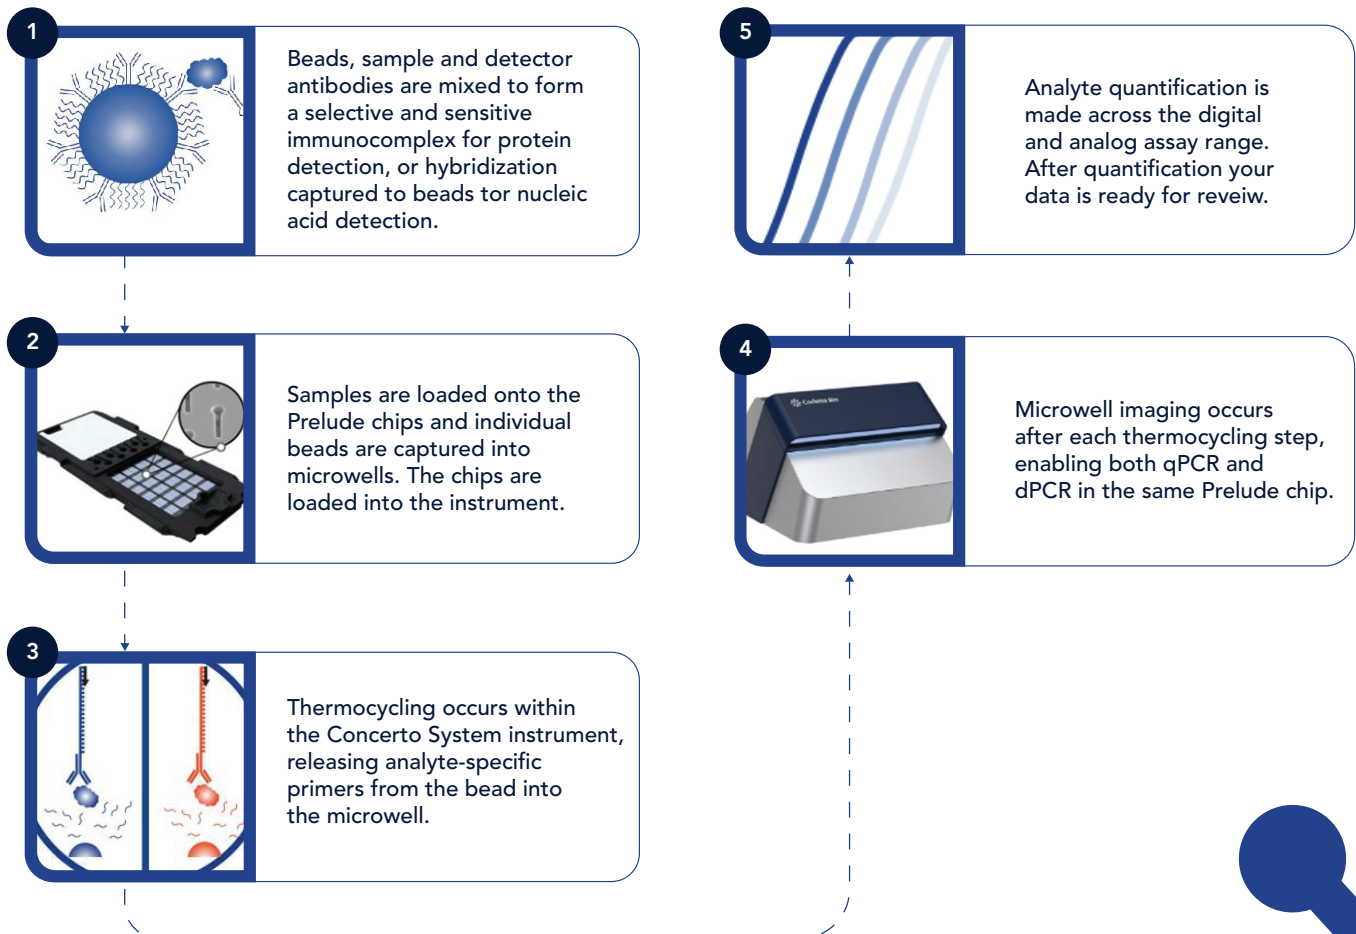 1
Beads, sample and detector
antibodies are mixed to form
a selective and sensitive
immunocomplex for protein
detection, or hybridization
captured to beads tor nucleic
acid detection.
2
Samples are loaded onto the
Prelude chips and individual
beads are captured into
microwells. The chips are
loaded into the instrument.
3
Thermocycling occurs within
the Concerto System instrument,
releasing analyte-specific
primers from the bead into
the microwell.
4
Codetta Bio
Microwell imaging occurs
after each thermocycling step,
enabling both qPCR and
dPCR in the same Prelude chip.
5
Analyte quantification is
made across the digital
and analog assay range.
After quantification your
data is ready for reveiw.